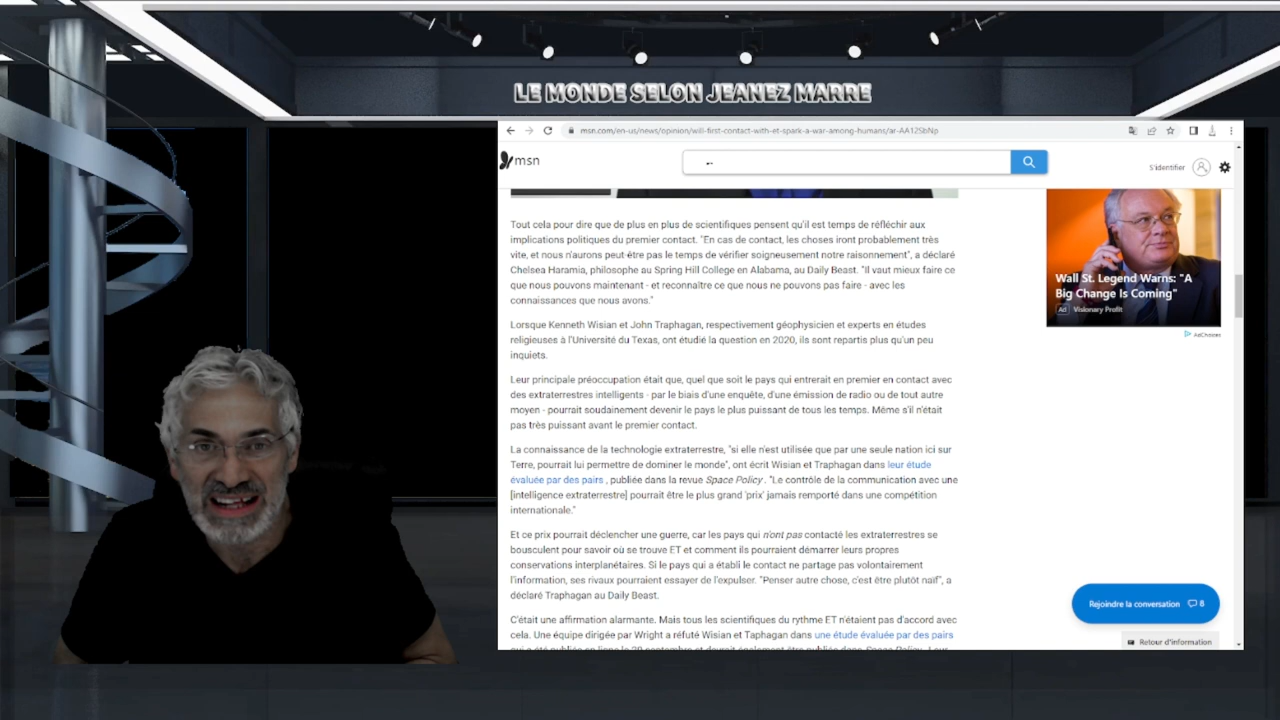 LE MONDE SELON JEANEZ MARRE
msn.com/en-us/news/opinion/will-first-contact-with-et-spark-a-war-among-humans/ar-AA12SbNp
msn
S'identifier
Tout cela pour dire que de plus en plus de scientifiques pensent qu'il est temps de réfléchir aux
implications politiques du premier contact. "En cas de contact, les choses iront probablement très
vite, et nous n'aurons peut-être pas le temps de vérifier soigneusement notre raisonnement", a déclaré
Chelsea Haramia, philosophe au Spring Hill College en Alabama, au Daily Beast. "Il vaut mieux faire ce
que nous pouvons maintenant - et reconnaître ce que nous ne pouvons pas faire - avec les
connaissances que nous avons."
Lorsque Kenneth Wisian et John Traphagan, respectivement géophysicien et experts en études
religieuses à l'Université du Texas, ont étudié la question en 2020, ils sont repartis plus qu'un peu
inquiets.
Leur principale préoccupation était que, quel que soit le pays qui entrerait en premier en contact avec
des extraterrestres intelligents - par le biais d'une enquête, d'une émission de radio ou de tout autre
moyen - pourrait soudainement devenir le pays le plus puissant de tous les temps. Même s'il n'était
pas très puissant avant le premier contact.
La connaissance de la technologie extraterrestre, "si elle n'est utilisée que par une seule nation ici sur
Terre, pourrait lui permettre de dominer le monde", ont écrit Wisian et Traphagan dans leur étude
évaluée par des pairs , publiée dans la revue Space Policy . "Le contrôle de la communication avec une
[intelligence extraterrestre] pourrait être le plus grand 'prix' jamais remporté dans une compétition
internationale."
Et ce prix pourrait déclencher une guerre, car les pays qui n'ont pas contacté les extraterrestres se
bousculent pour savoir où se trouve ET et comment ils pourraient démarrer leurs propres
conservations interplanétaires. Si le pays qui a établi le contact ne partage pas volontairement
l'information, ses rivaux pourraient essayer de l'expulser. "Penser autre chose, c'est être plutôt naïf", a
déclaré Traphagan au Daily Beast.
C'était une affirmation alarmante. Mais tous les scientifiques du rythme ET n'étaient pas d'accord avec
cela. Une équipe dirigée par Wright a réfuté Wisian et Taphagan dans une étude évaluée par des pairs
qui a été publiée en ligne le 29 septembre et devrait également être publiée dans Space Policy . Leur
Wall St. Legend Warns: "A
Big Change Is Coming"
Ad Visionary Profit
AdChoices
Rejoindre la conversation 8
Retour d'information